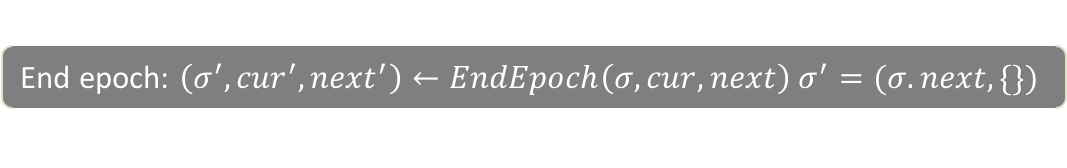 End epoch: (σ′, cur′, next′) ← EndEpoch(σ, cur, next) σ′ = (σ. next, {})